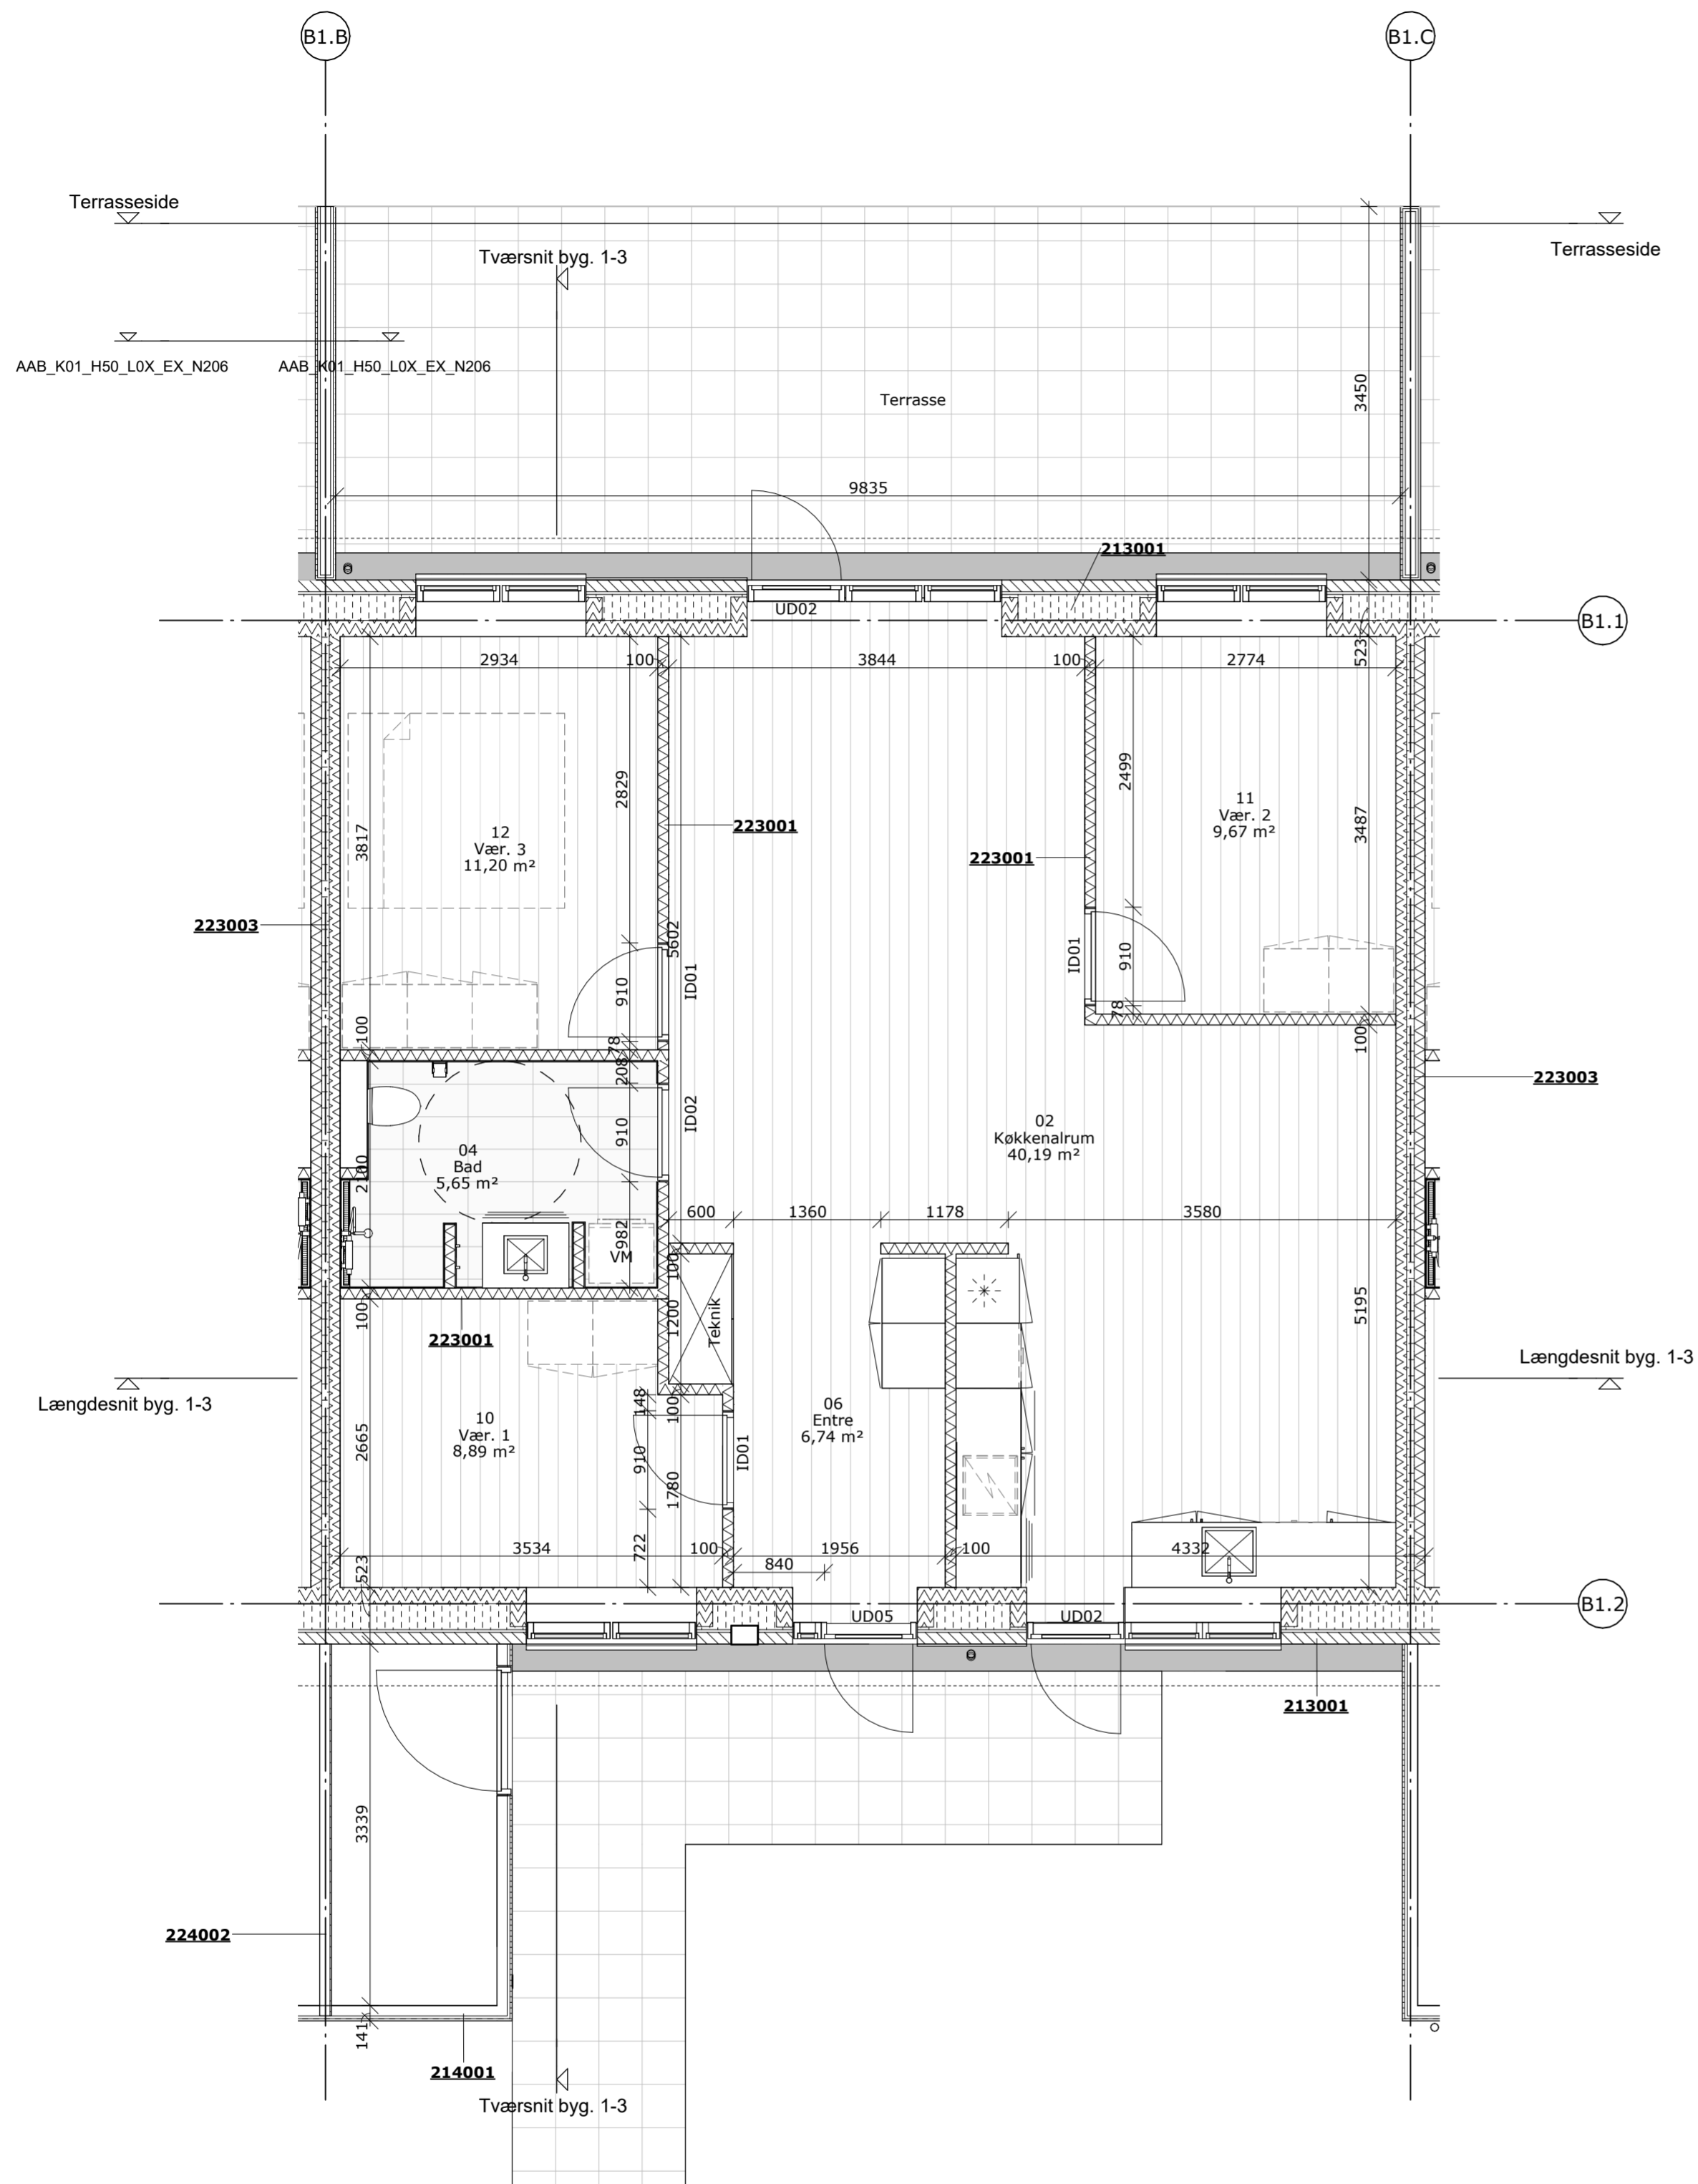 B1.B
B1.C
Terrasseside
Terrasseside
Tværsnit byg. 1-3
AAB_K01_H50_L0X_EX_N206
AAB_K01_H50_L0X_EX_N206
3450
Terrasse
9835
213001
UD02
B1.1
523
2934
100
3844
100
2774
2829
2499
3817
12
Vær. 3
11,20 m²
223001
223001
11
Vær. 2
9,67 m²
3487
223003
5602
910
ID01
ID01
910
78
100
78
100
208
223003
910
ID02
02
Køkkenalrum
40,19 m²
04
Bad
5,65 m²
2100
600
1360
1178
3580
982
VM
100
1200
Teknik
100
223001
5195
Længdesnit byg. 1-3
Længdesnit byg. 1-3
148
100
10
Vær. 1
8,89 m²
2665
06
Entre
6,74 m²
910
ID01
1780
3534
722
100
1956
100
4332
840
523
UD05
UD02
B1.2
213001
3339
224002
141
214001
Tværsnit byg. 1-3